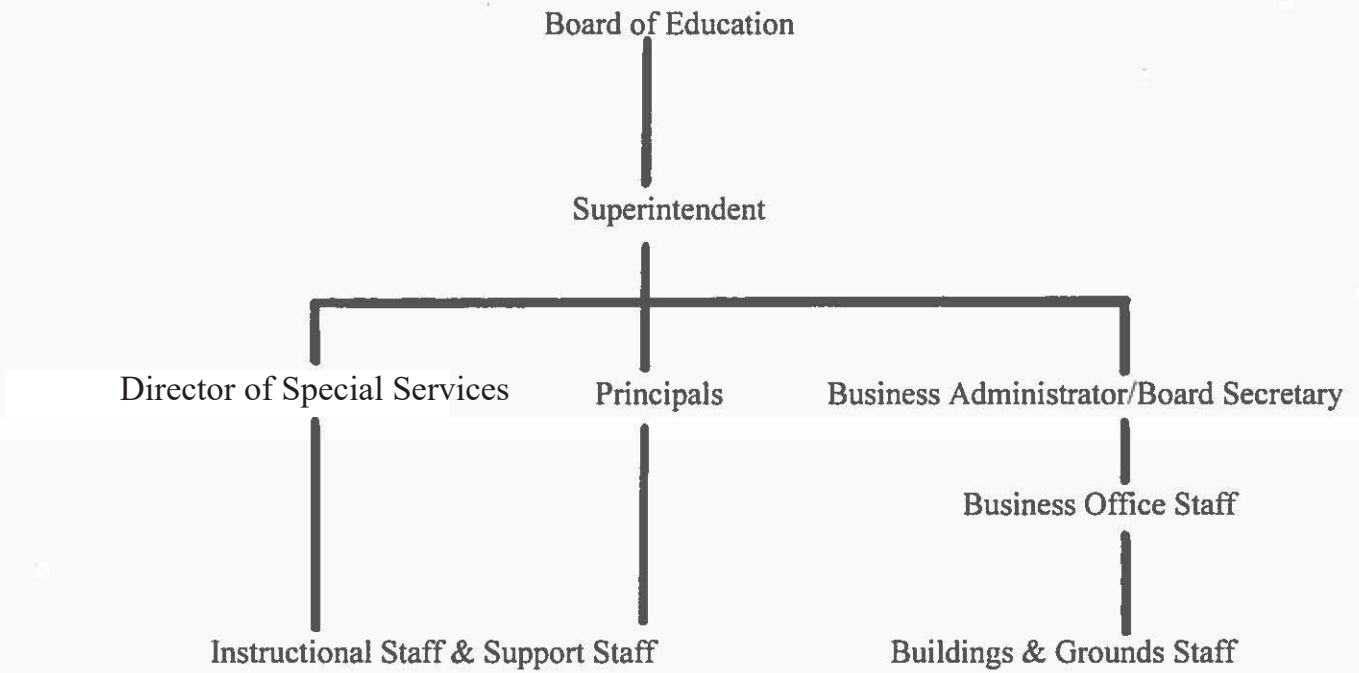 Board of Education
Superintendent
Director of Special Services
Principals
Business Administrator/Board Secretary
Business Office Staff
Instructional Staff & Support Staff
Buildings & Grounds Staff